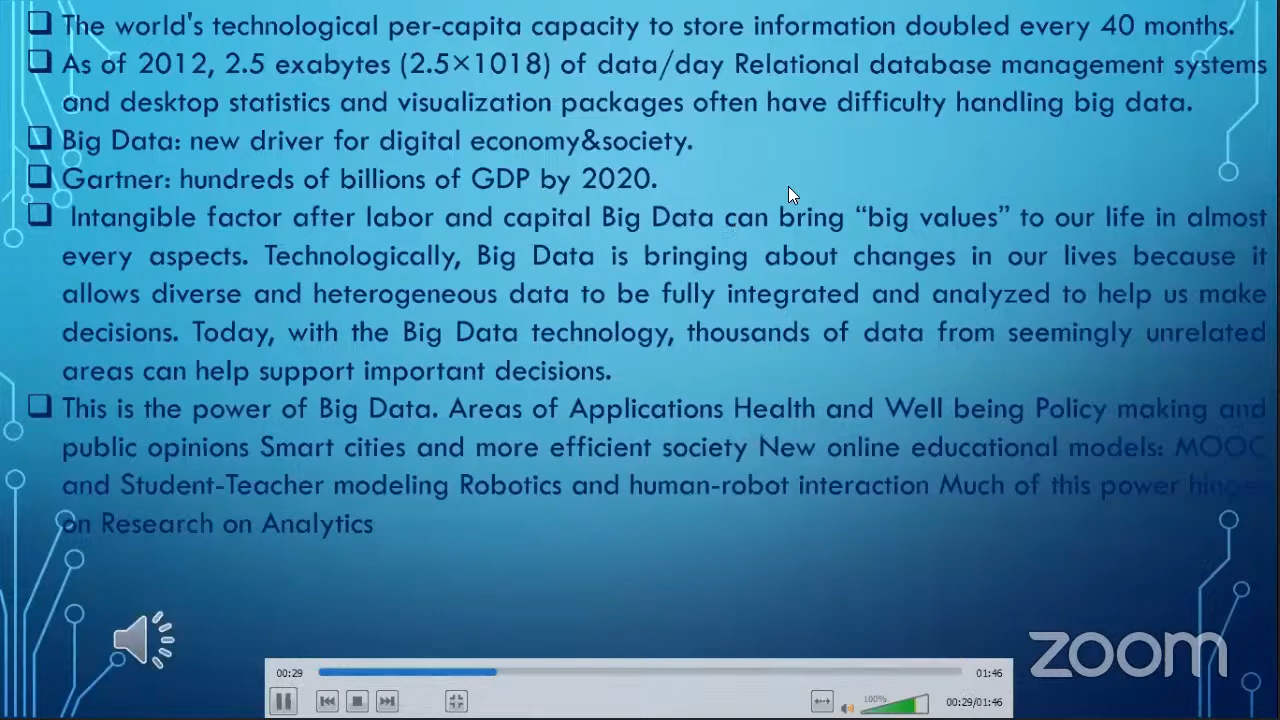 The world's technological per-capita capacity to store information doubled every 40 months.
As of 2012, 2.5 exabytes (2.5×1018) of data/day Relational database management systems
and desktop statistics and visualization packages often have difficulty handling big data.
Big Data: new driver for digital economy&society.
Gartner: hundreds of billions of GDP by 2020.
Intangible factor after labor and capital Big Data can bring “big values” to our life in almost
every aspects. Technologically, Big Data is bringing about changes in our lives because it
allows diverse and heterogeneous data to be fully integrated and analyzed to help us make
decisions. Today, with the Big Data technology, thousands of data from seemingly unrelated
areas can help support important decisions.
This is the power of Big Data. Areas of Applications Health and Well being Policy making and
public opinions Smart cities and more efficient society New online educational models: MOOC
and Student-Teacher modeling Robotics and human-robot interaction Much of this power hinges
on Research on Analytics
zoom
00:29 01:46
100% 00:29/01:46